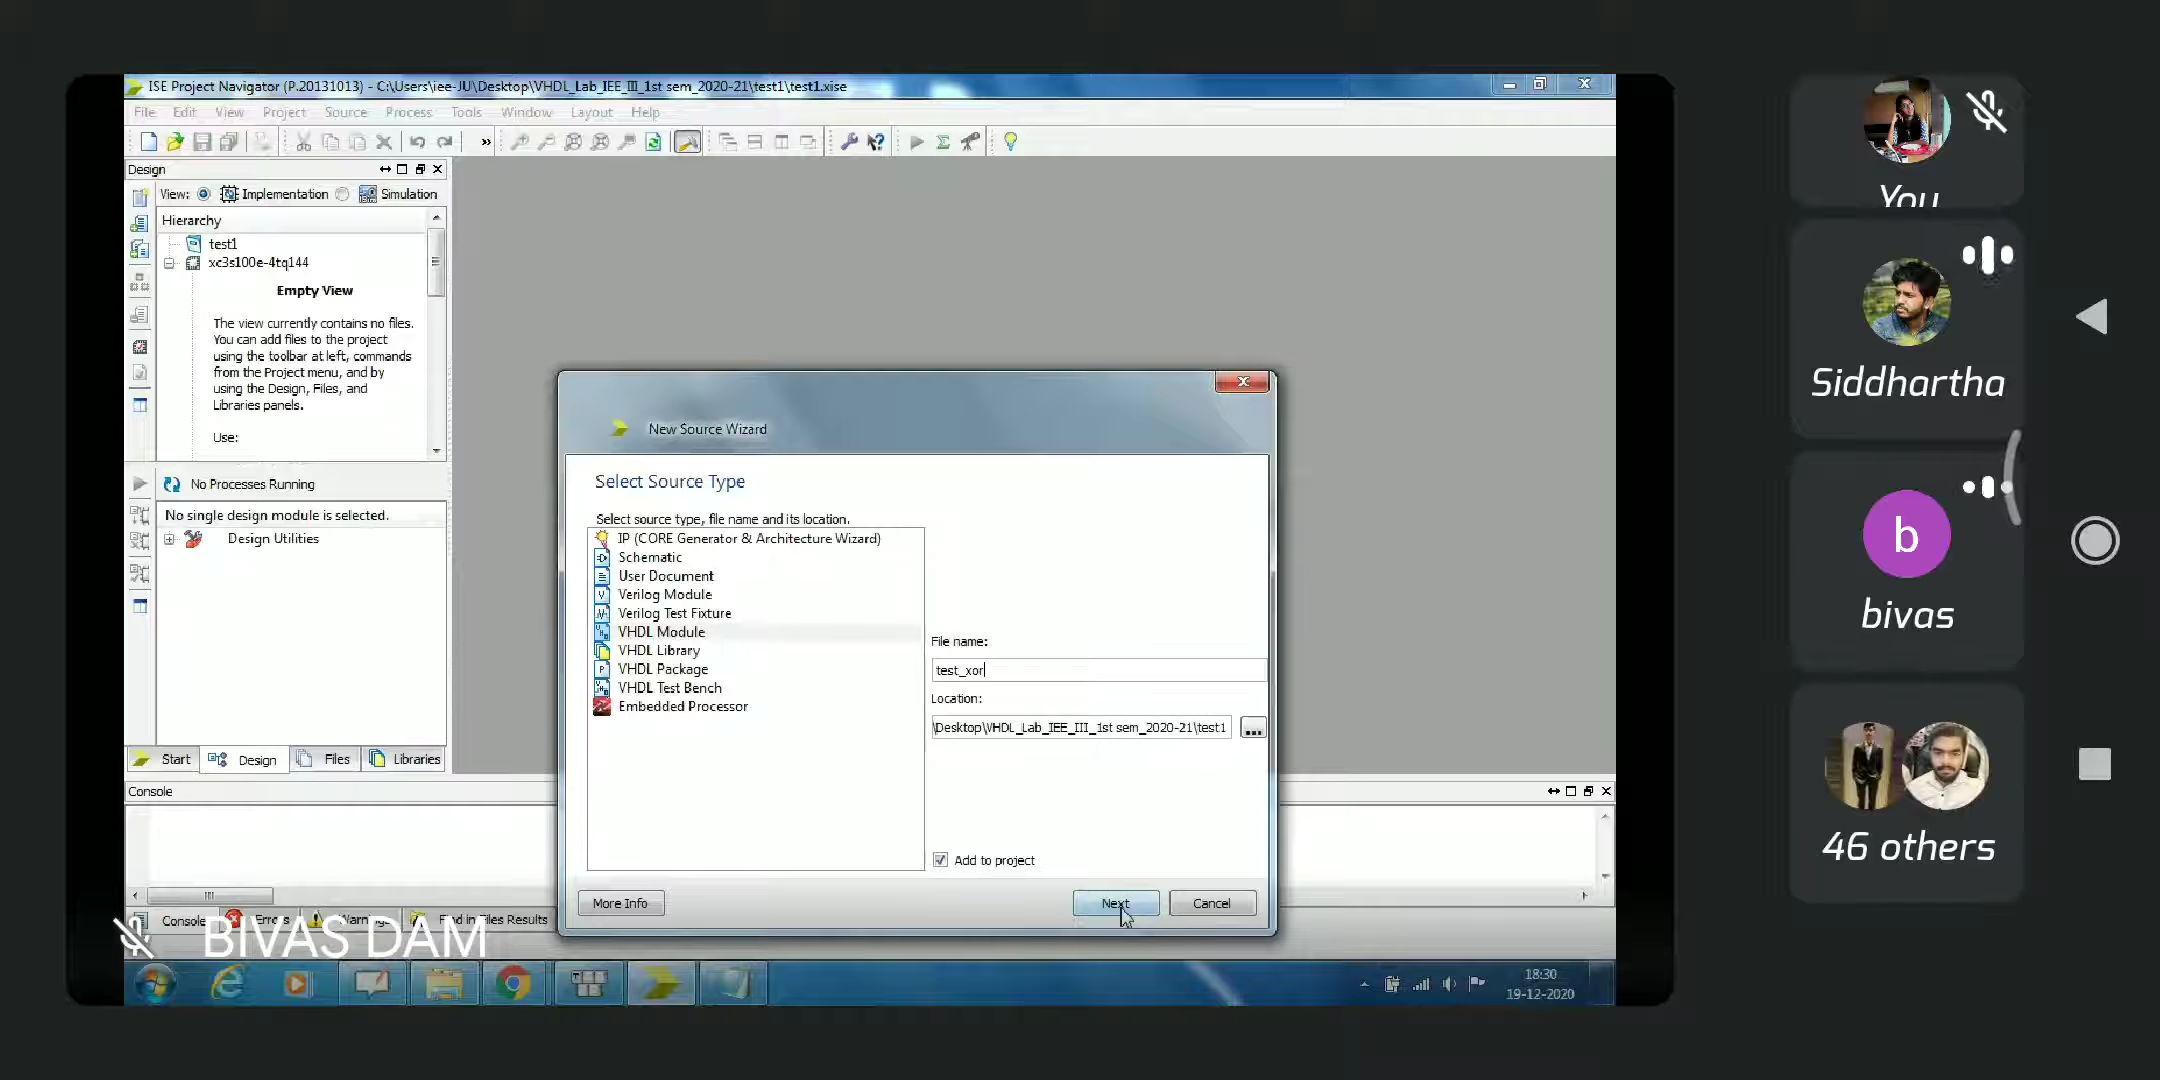 ISE Project Navigator (P.20131013) - C:\Users\iee-JU\Desktop\VHDL_Lab_IEE_III_1st sem_2020-21\test1\test1.xise
File Edit View Project Source Process Tools Window Layout Help
»
Design
View: Implementation Simulation
Hierarchy
test1
xc3s100e-4tq144
Empty View
The view currently contains no files.
You can add files to the project
using the toolbar at left, commands
from the Project menu, and by
using the Design, Files, and
Libraries panels.
Use:
No Processes Running
No single design module is selected.
Design Utilities
Start Design Files Libraries
New Source Wizard
Select Source Type
Select source type, file name and its location.
IP (CORE Generator & Architecture Wizard)
Schematic
User Document
Verilog Module
Verilog Test Fixture
VHDL Module
VHDL Library
VHDL Package
VHDL Test Bench
Embedded Processor
File name:
test_xor
Location:
\Desktop\VHDL_Lab_IEE_III_1st sem_2020-21\test1
...
Add to project
More Info Next Cancel
Console
Console Errors Warnings Find in Files Results
BIVAS DAM
18:30
19-12-2020
You
Siddhartha
b
bivas
46 others